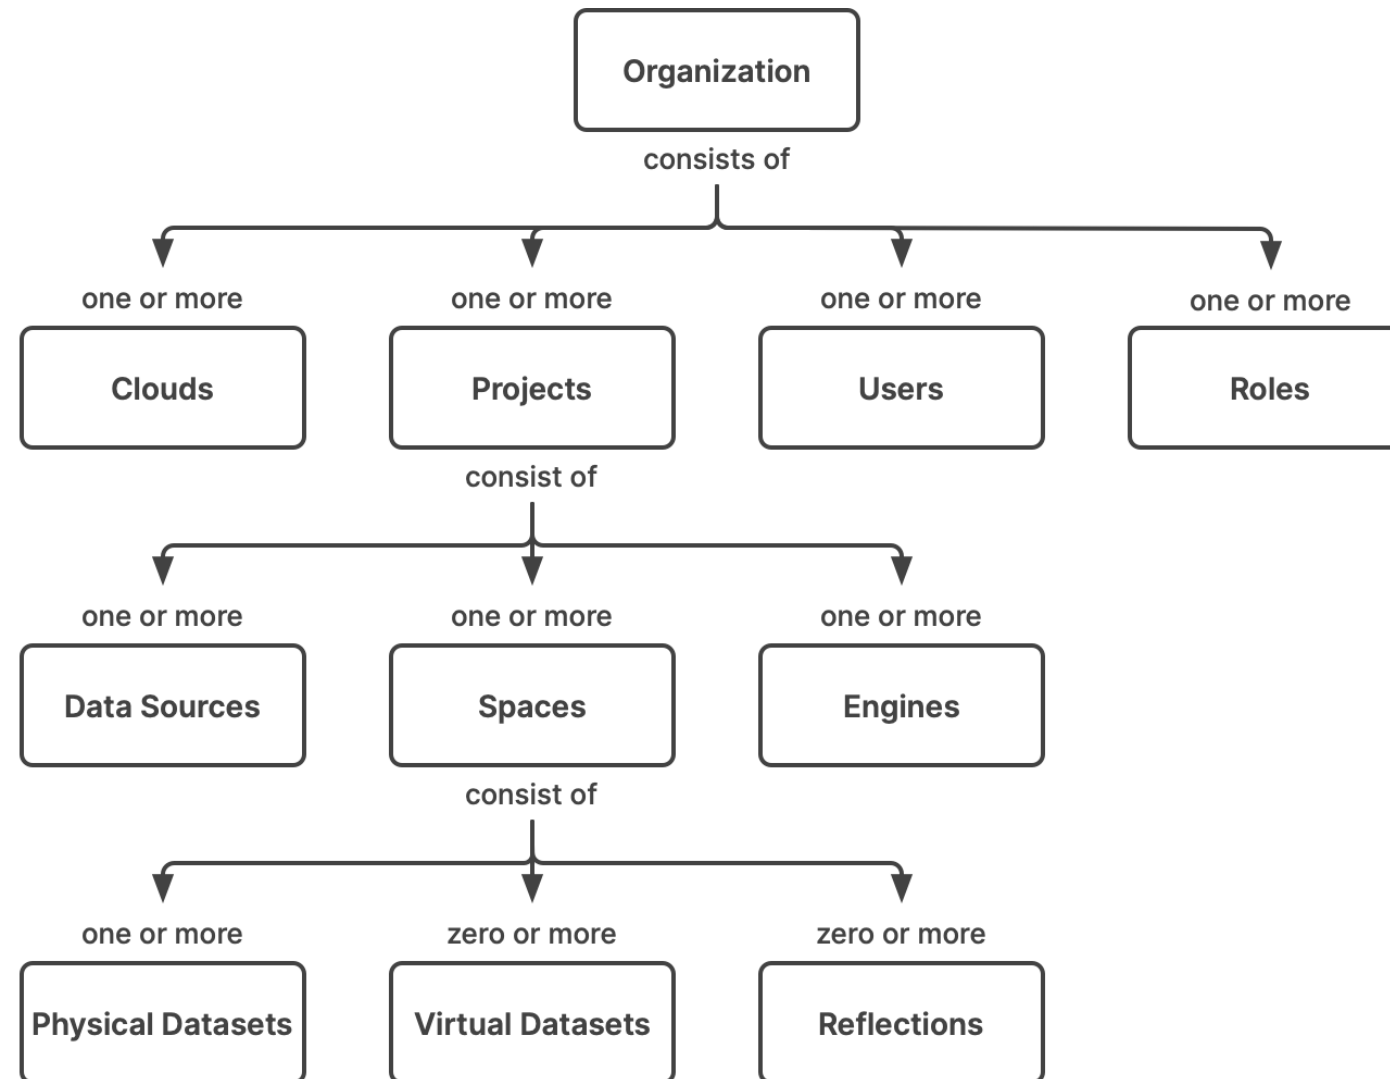 Organization
consists of
one or more
one or more
one or more
one or more
Clouds
Projects
Users
Roles
consist of
one or more
one or more
one or more
Data Sources
Spaces
Engines
consist of
one or more
zero or more
zero or more
Physical Datasets
Virtual Datasets
Reflections